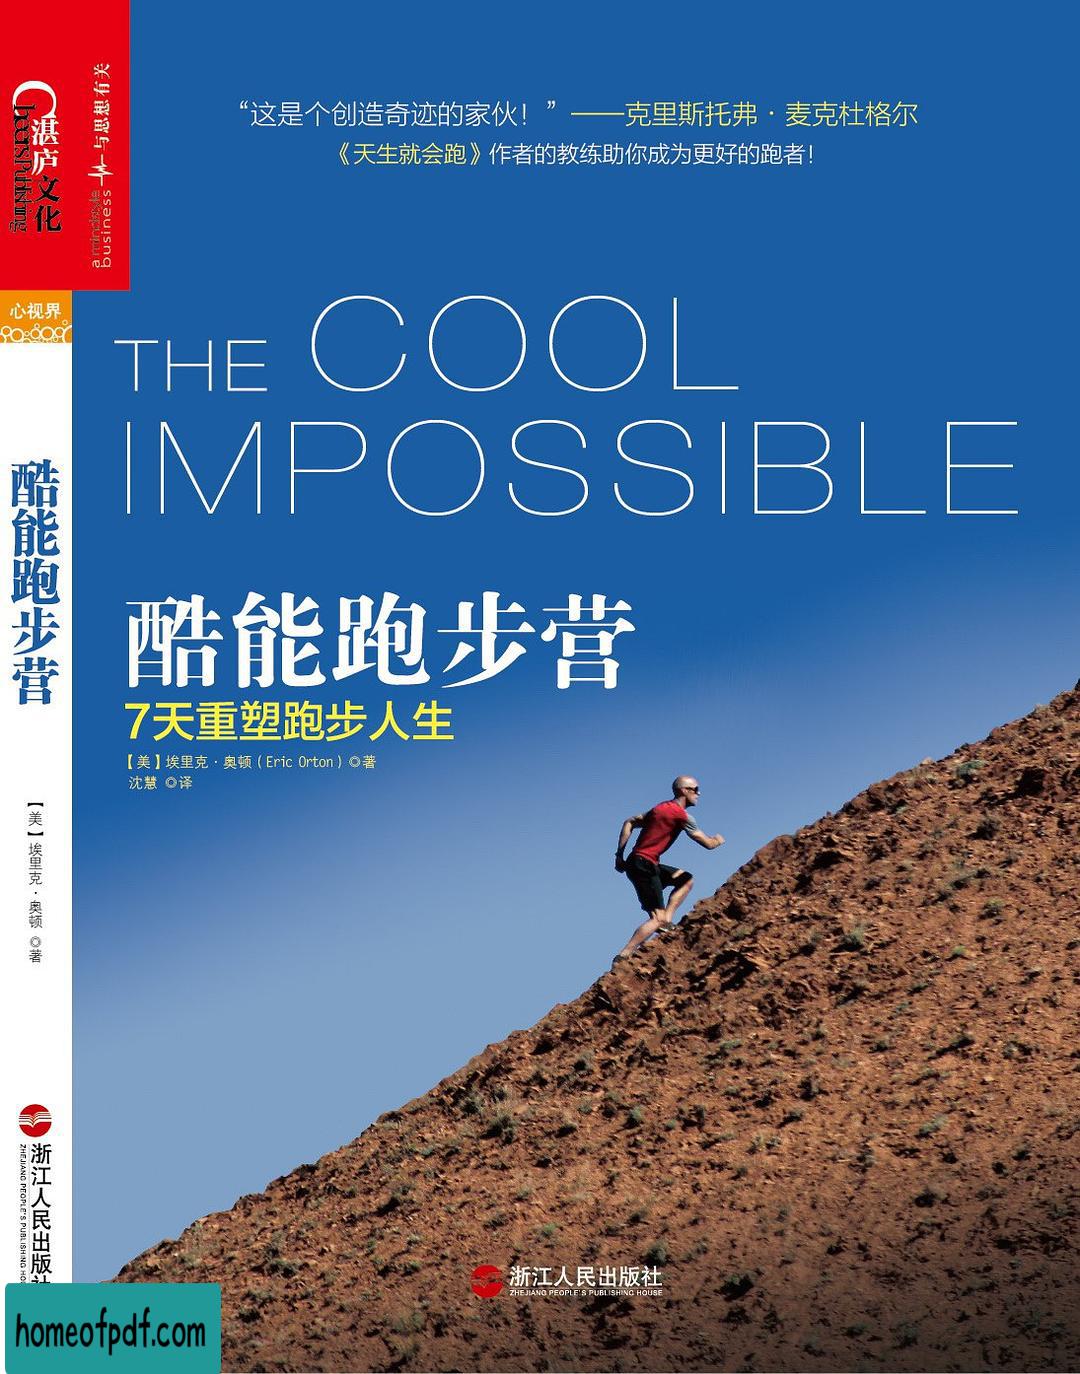 Cheers Publishing
湛庐文化
a mindstyle business
与思想有关
心视界
酷能跑步营
【美】埃里克·奥顿 ◎著
浙江人民出版社
ZHEJIANG PEOPLE'S PUBLISHING HOUSE
“这是个创造奇迹的家伙！”——克里斯托弗·麦克杜格尔
《天生就会跑》作者的教练助你成为更好的跑者！
THE COOL
IMPOSSIBLE
酷能跑步营
7天重塑跑步人生
【美】埃里克·奥顿（Eric Orton）◎著
沈慧 ◎译
浙江人民出版社
ZHEJIANG PEOPLE'S PUBLISHING HOUSE
homeofpdf.com